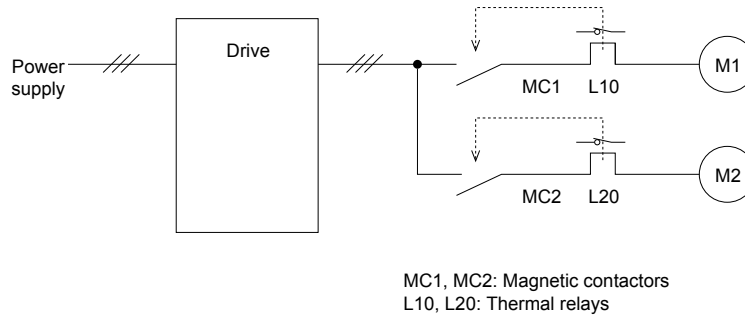 Power
supply
Drive
MC1
L10
M1
MC2
L20
M2
MC1, MC2: Magnetic contactors
L10, L20: Thermal relays